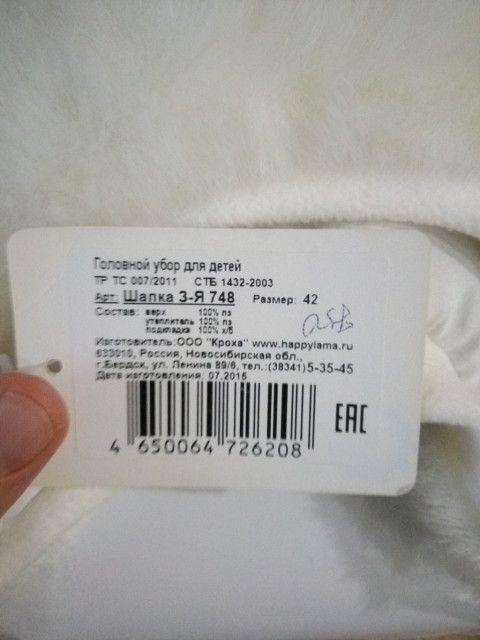 Головной убор для детей
ТР ТС 007/2011 СТБ 1432-2003
Арт: Шапка 3-Я 748 Размер: 42
Состав: верх 100% пэ
утеплитель 100% пэ
подкладка 100% х/б
Изготовитель:ООО "Кроха" www.happylama.ru
633010, Россия, Новосибирская обл.,
г.Бердск, ул. Ленина 89/6, тел.:(38341)5-35-45
Дата изготовления: 07.2015
EAC
4 650064 726208